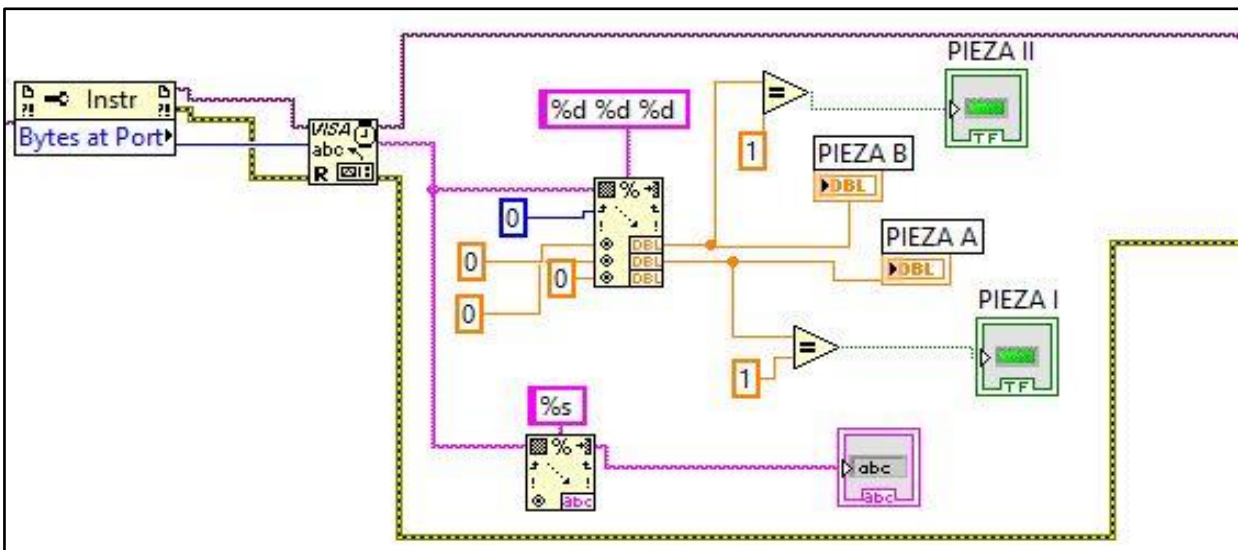 Instr
Bytes at Port
VISA
abc
R
%d %d %d
%
0
0
0
0
DBL
DBL
DBL
=
1
PIEZA II
TF
PIEZA B
DBL
PIEZA A
DBL
=
1
PIEZA I
TF
%s
%
abc
abc
abc